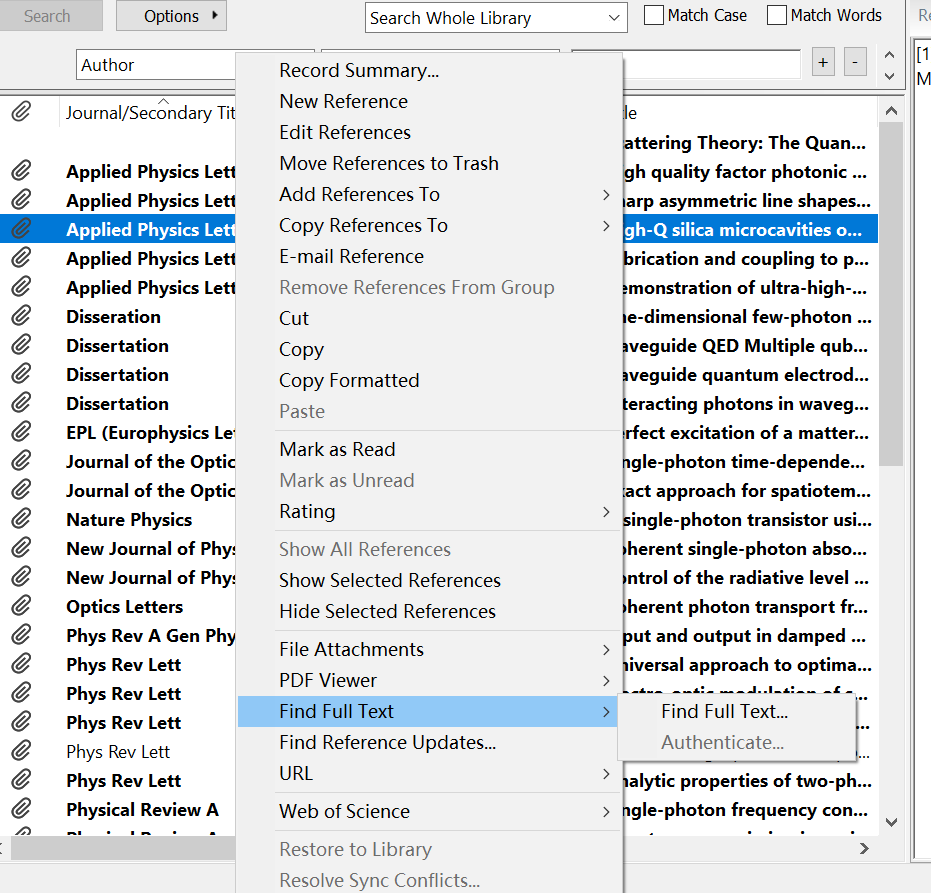 Search
Options
Search Whole Library
Match Case
Match Words
Author
+
-
Journal/Secondary Tit
Applied Physics Lett
Applied Physics Lett
Applied Physics Lett
Applied Physics Lett
Applied Physics Lett
Disseration
Dissertation
Dissertation
Dissertation
EPL (Europhysics Let
Journal of the Optic
Journal of the Optic
Nature Physics
New Journal of Phys
New Journal of Phys
Optics Letters
Phys Rev A Gen Phy
Phys Rev Lett
Phys Rev Lett
Phys Rev Lett
Phys Rev Lett
Phys Rev Lett
Physical Review A
Record Summary...
New Reference
Edit References
Move References to Trash
Add References To
Copy References To
E-mail Reference
Remove References From Group
Cut
Copy
Copy Formatted
Paste
Mark as Read
Mark as Unread
Rating
Show All References
Show Selected References
Hide Selected References
File Attachments
PDF Viewer
Find Full Text
Find Reference Updates...
URL
Web of Science
Restore to Library
Resolve Sync Conflicts...
Find Full Text...
Authenticate...
attering Theory: The Quan...
gh quality factor photonic ...
arp asymmetric line shapes...
gh-Q silica microcavities o...
brication and coupling to p...
emonstration of ultra-high-...
ne-dimensional few-photon ...
aveguide QED Multiple qub...
aveguide quantum electrod...
teracting photons in waveg...
erfect excitation of a matter...
ngle-photon time-depende...
xact approach for spatiotem...
single-photon transistor usi...
oherent single-photon abso...
ontrol of the radiative level ...
oherent photon transport fr...
put and output in damped ...
niversal approach to optima...
nalytic properties of two-ph...
ngle-photon frequency con...
[1
M